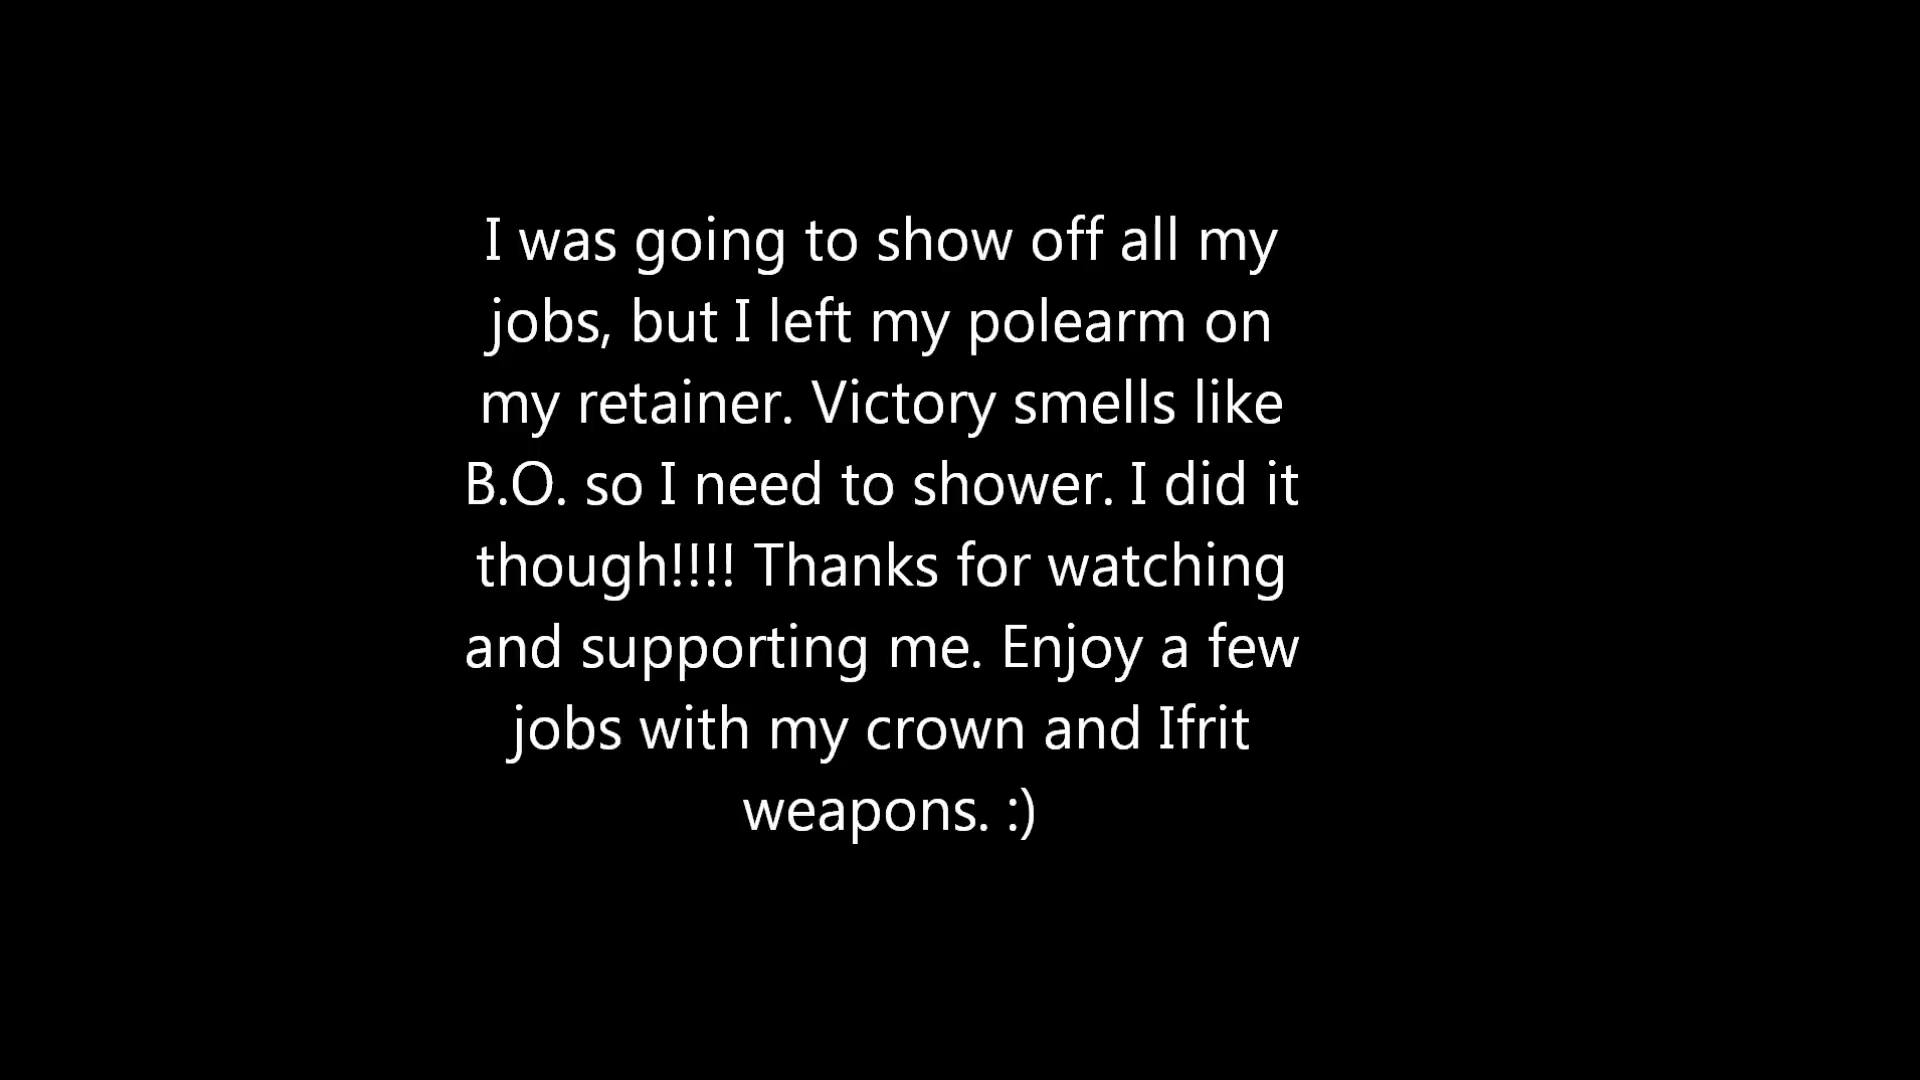 I was going to show off all my
jobs, but I left my polearm on
my retainer. Victory smells like
B.O. so I need to shower. I did it
though!!!! Thanks for watching
and supporting me. Enjoy a few
jobs with my crown and Ifrit
weapons. :)